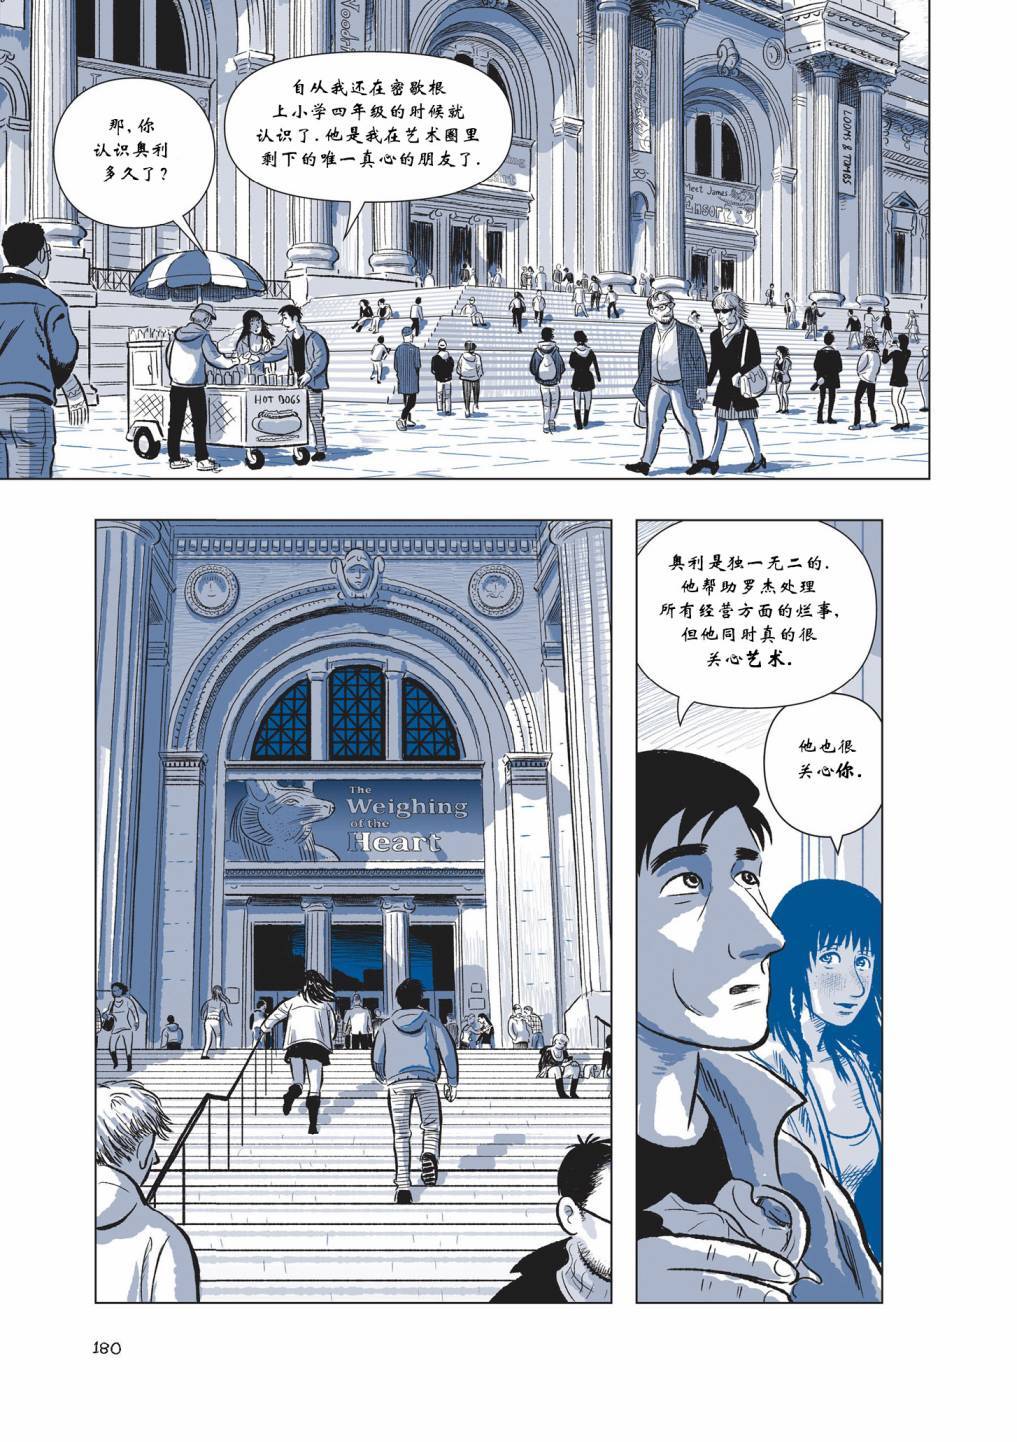 那,你
认识奥利
多久了?
自从我还在密歇根
上小学四年级的时候就
认识了.他是我在艺术圈里
剩下的唯一真心的朋友了.
LOOMS & TOMBS
Meet James
Ensor
HOT DOGS
The
Weighing
of the
Heart
奥利是独一无二的.
他帮助罗杰处理
所有经营方面的烂事,
但他同时真的很
关心艺术.
他也很
关心你.
180